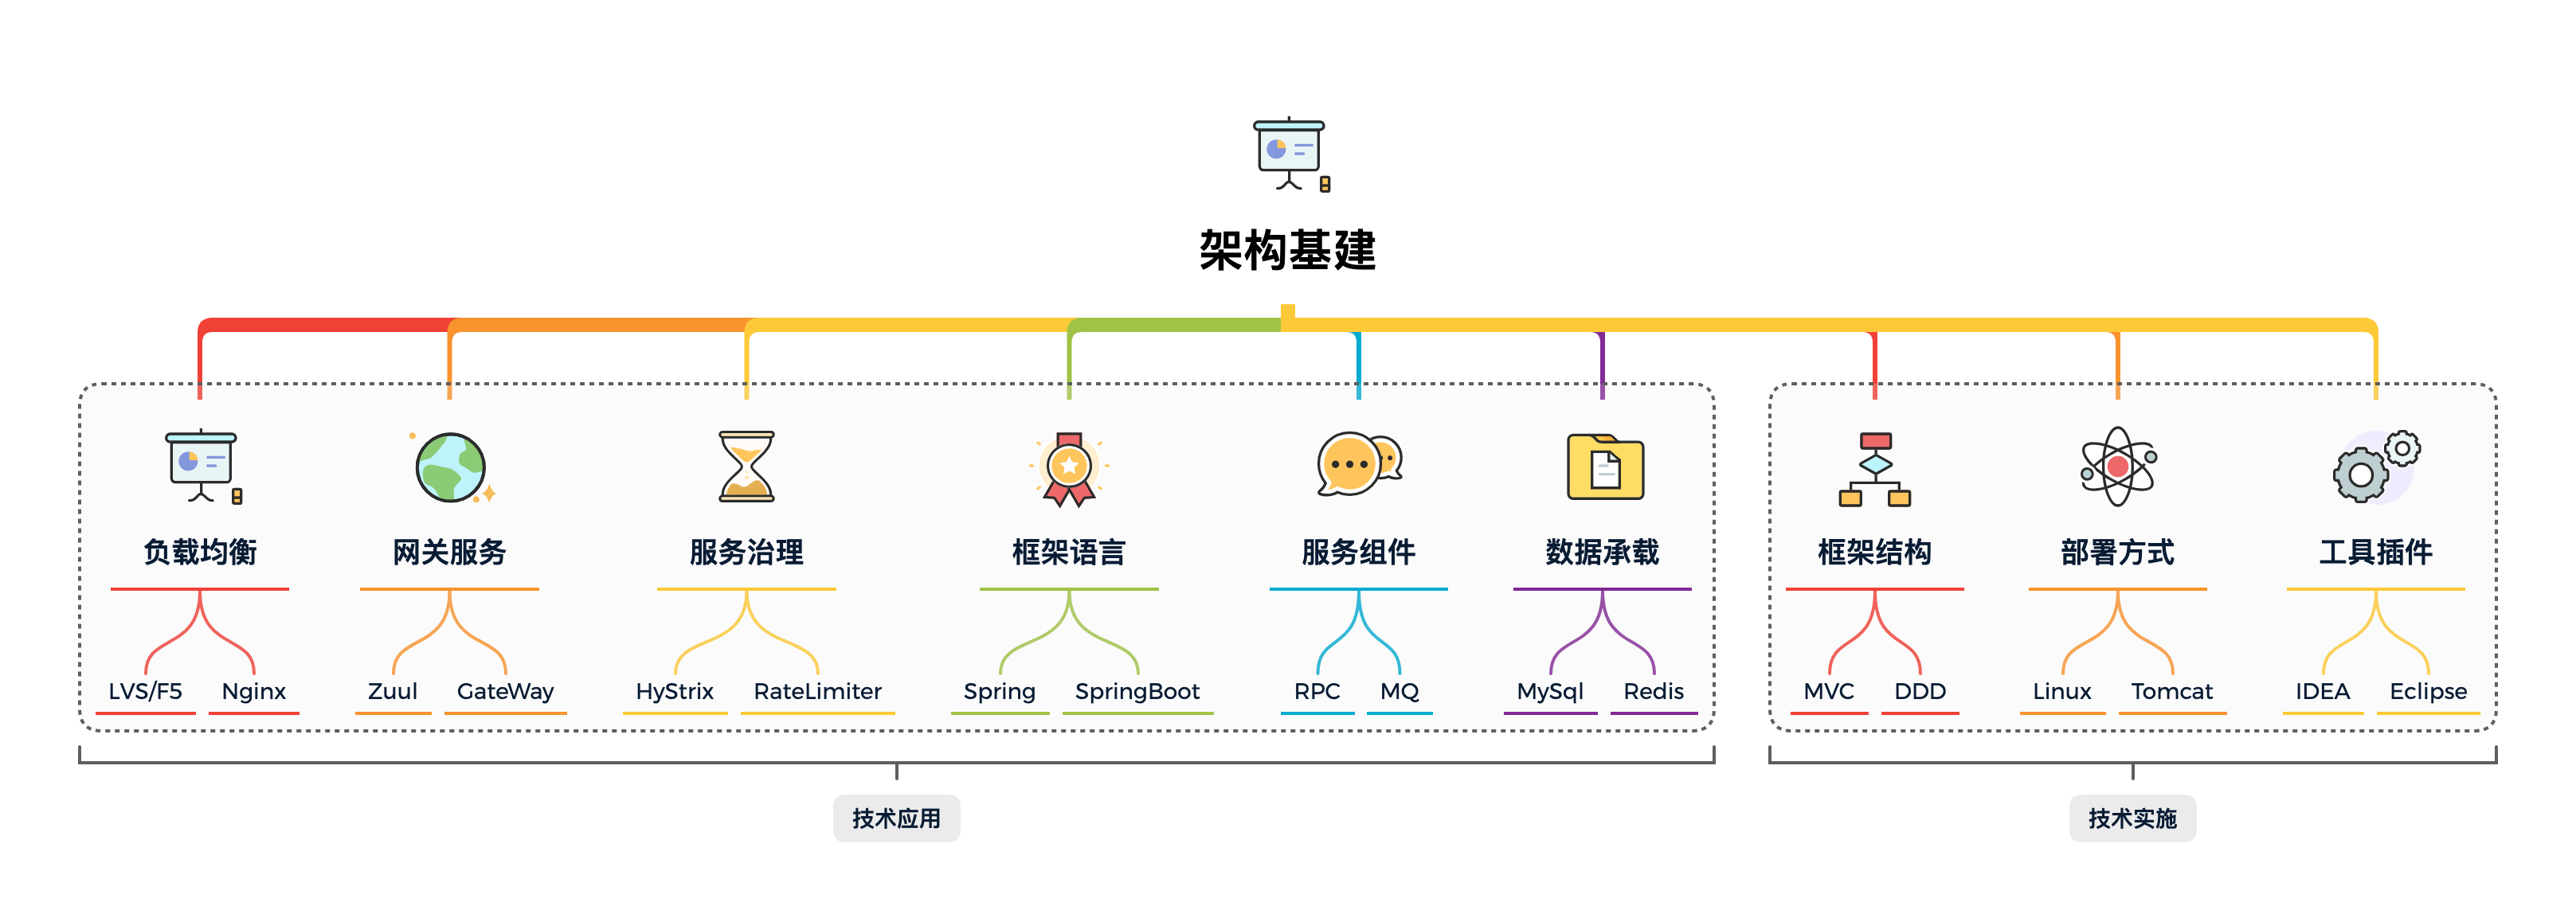 架构基建
负载均衡
网关服务
服务治理
框架语言
服务组件
数据承载
框架结构
部署方式
工具插件
LVS/F5
Nginx
Zuul
GateWay
HyStrix
RateLimiter
Spring
SpringBoot
RPC
MQ
MySql
Redis
MVC
DDD
Linux
Tomcat
IDEA
Eclipse
技术应用
技术实施